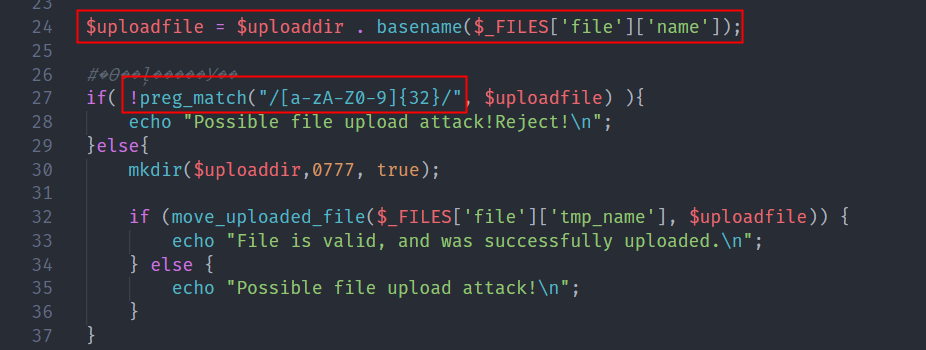 23
24 $uploadfile = $uploaddir . basename($_FILES['file']['name']);
25
26
27 if( !preg_match("/[a-zA-Z0-9]{32}/", $uploadfile) ){
28 echo "Possible file upload attack!Reject!\n";
29 }else{
30 mkdir($uploaddir,0777, true);
31
32 if (move_uploaded_file($_FILES['file']['tmp_name'], $uploadfile)) {
33 echo "File is valid, and was successfully uploaded.\n";
34 } else {
35 echo "Possible file upload attack!\n";
36 }
37 }